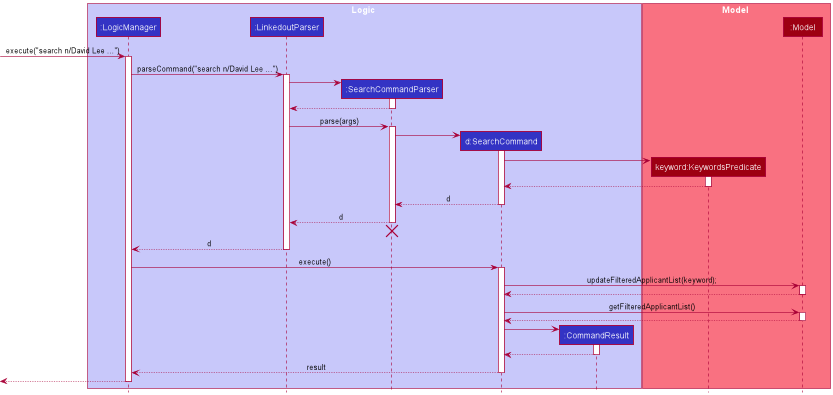 Logic
Model
:LogicManager
:LinkedoutParser
:Model
execute("search n/David Lee ...")
parseCommand("search n/David Lee ...")
:SearchCommandParser
parse(args)
d:SearchCommand
keyword:KeywordsPredicate
d
d
d
execute()
updateFilteredApplicantList(keyword);
getFilteredApplicantList()
:CommandResult
result